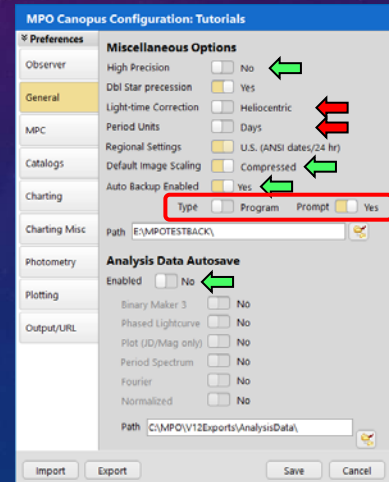 MPO Canopus Configuration: Tutorials
Preferences
Observer
General
MPC
Catalogs
Charting
Charting Misc
Photometry
Plotting
Output/URL
Miscellaneous Options
High Precision No
Dbl Star precession Yes
Light-time Correction Heliocentric
Period Units Days
Regional Settings U.S. (ANSI dates/24 hr)
Default Image Scaling Compressed
Auto Backup Enabled Yes
Type Program Prompt Yes
Path E:\MPOTESTBACK\
Analysis Data Autosave
Enabled No
Binary Maker 3 No
Phased Lightcurve No
Plot (JD/Mag only) No
Period Spectrum No
Fourier No
Normalized No
Path C:\MPO\V12Exports\AnalysisData\
Import Export Save Cancel